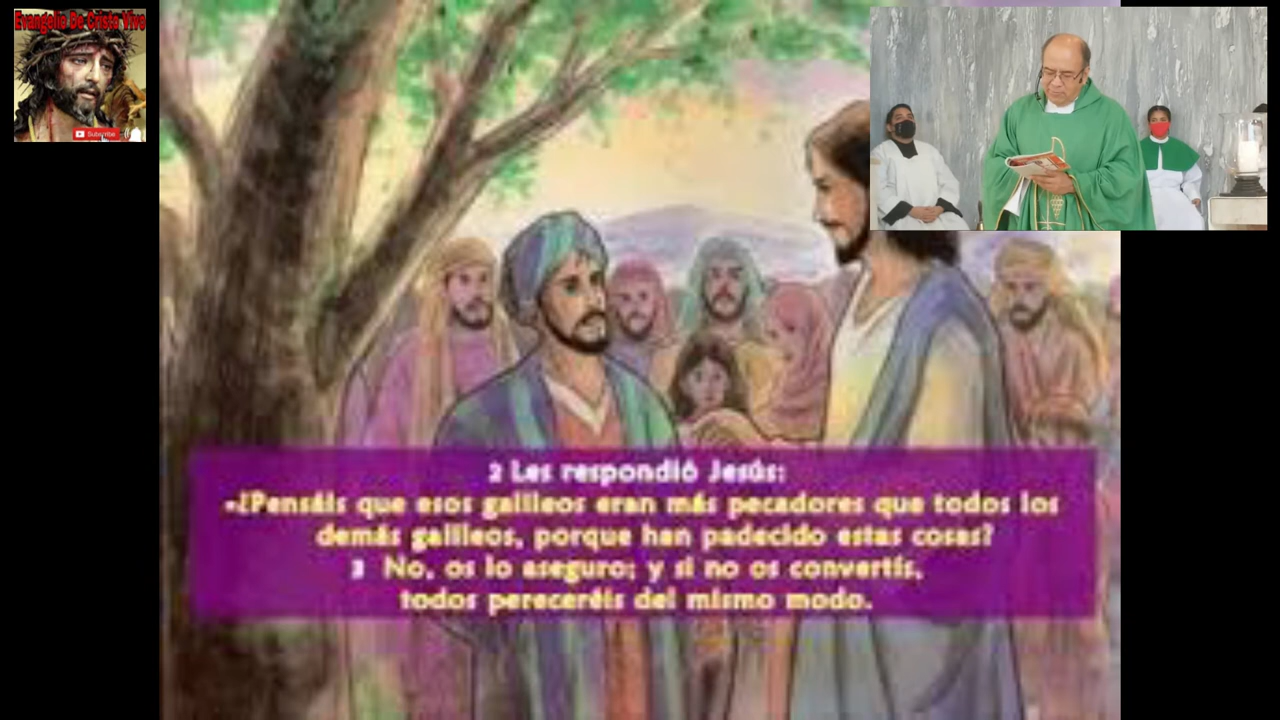 Evangelio De Cristo Vivo
Subscribe
2 Les respondió Jesús:
«¿Pensáis que esos galileos eran más pecadores que todos los
demás galileos, porque han padecido estas cosas?
3 No, os lo aseguro; y si no os convertís,
todos pereceréis del mismo modo.